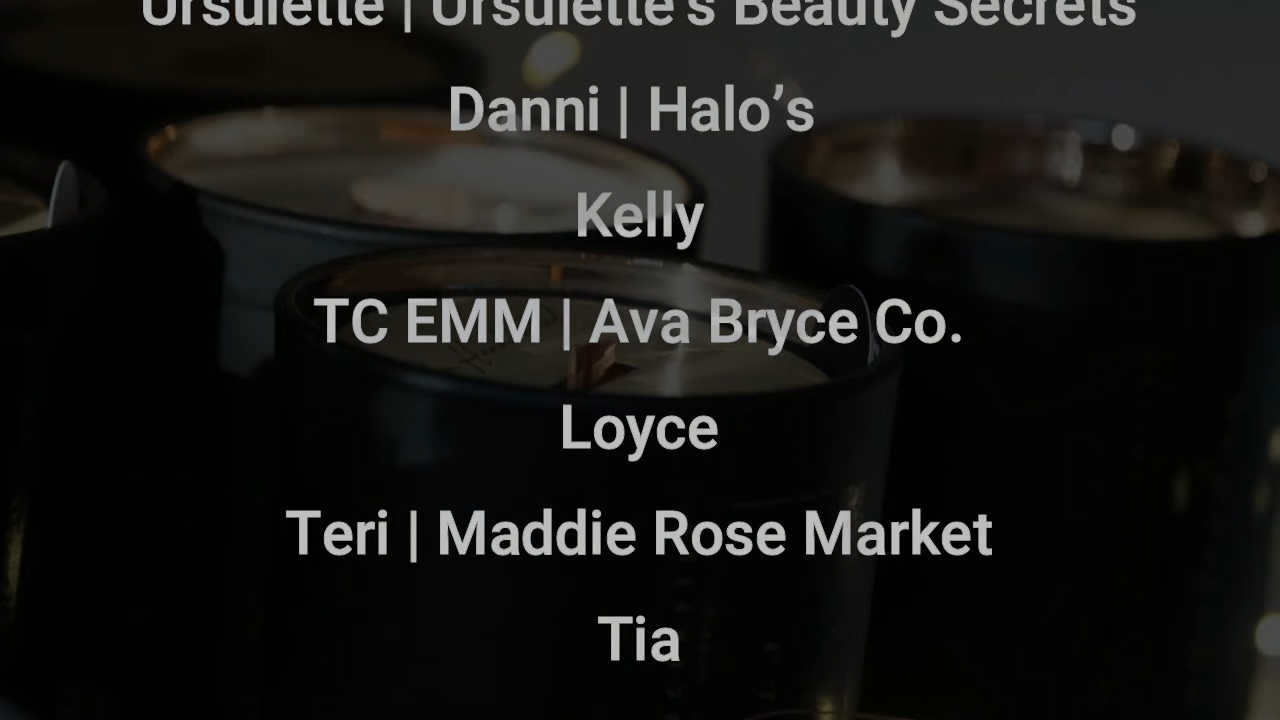 Ursulette | Ursulette's Beauty Secrets
Danni | Halo’s
Kelly
TC EMM | Ava Bryce Co.
Loyce
Teri | Maddie Rose Market
Tia